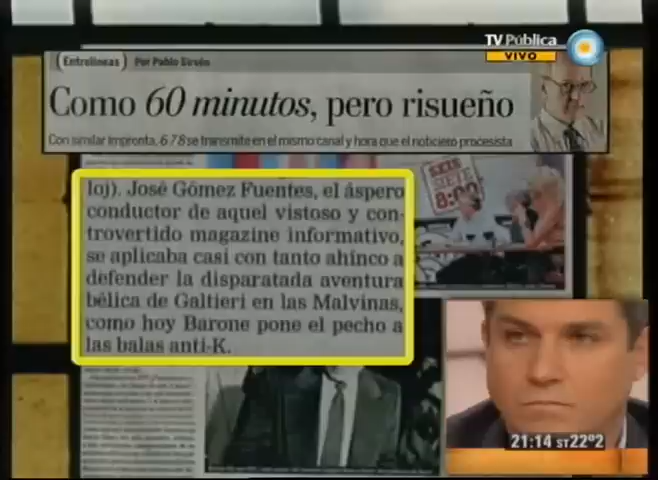 TV Pública
VIVO
(Entrelíneas) Por Pablo Sirvén
Como 60 minutos, pero risueño
Con similar impronta, 6 7 8 se transmite en el mismo canal y hora que el noticiero procesista
SEIS
SIETE
8:00
loj). José Gómez Fuentes, el áspero
conductor de aquel vistoso y con-
trovertido magazine informativo,
se aplicaba casi con tanto ahínco a
defender la disparatada aventura
bélica de Galtieri en las Malvinas,
como hoy Barone pone el pecho a
las balas anti-K.
21:14 ST 22º2